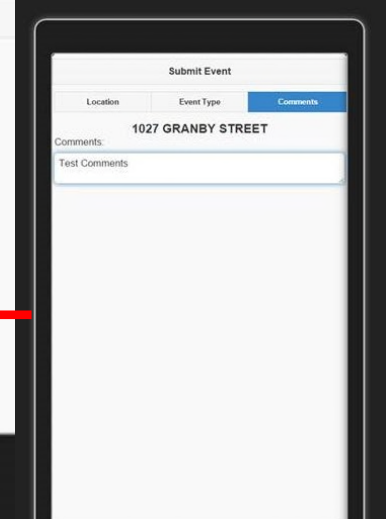 Submit Event
Location Event Type Comments
1027 GRANBY STREET
Comments:
Test Comments